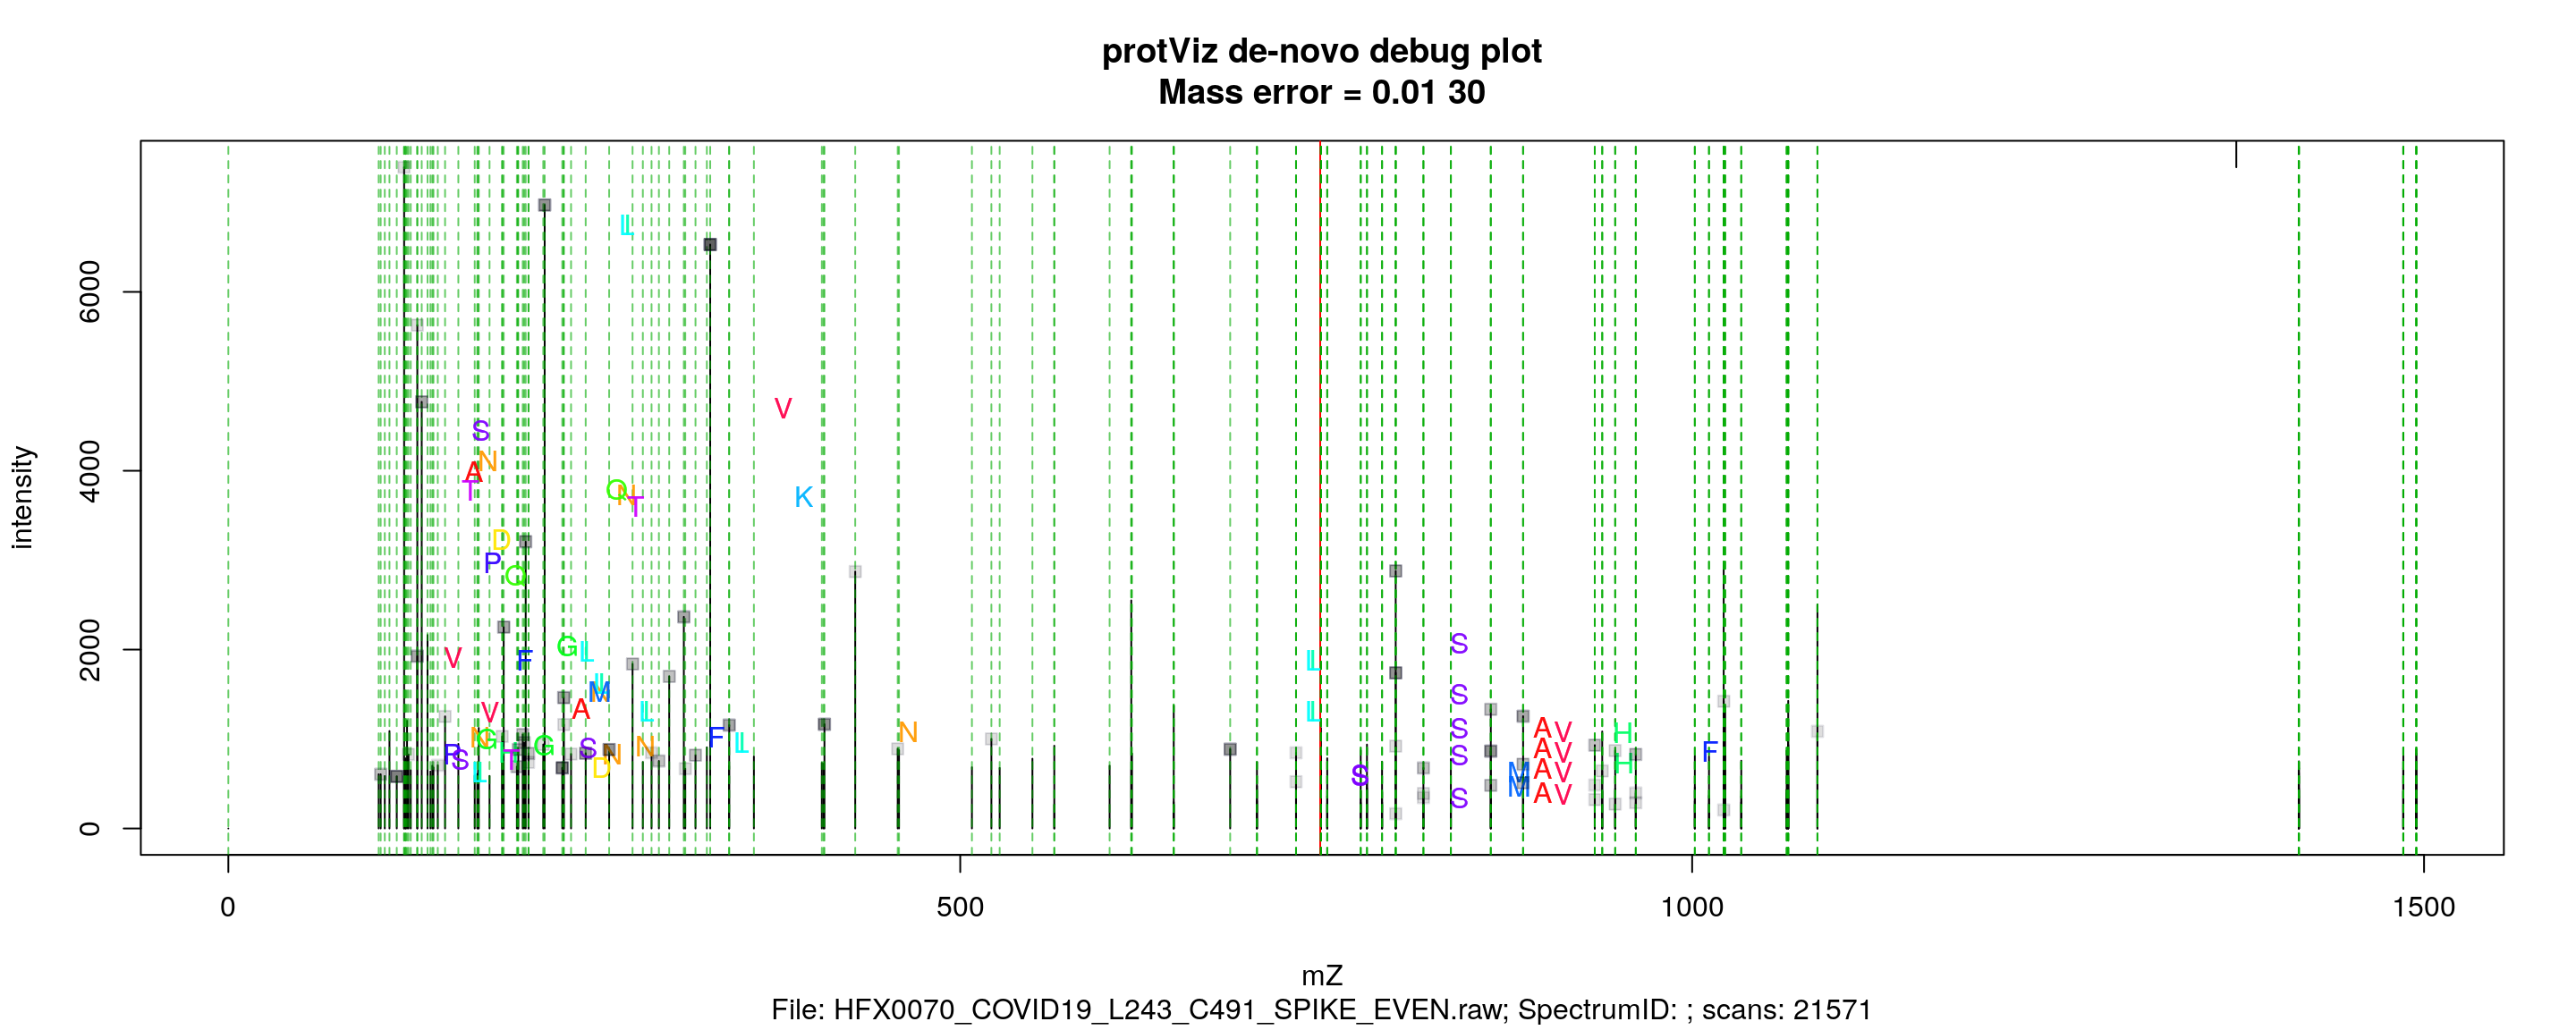 protViz de-novo debug plot
Mass error = 0.01 30
intensity
6000
4000
2000
0
L
V
S
N
A
T
Q
N
T
K
D
P
Q
V
F
G
L
L
M
L
L
S
S
V
A
L
N
S
A
V
H
N
G
F
L
N
S
A
V
H
F
P
S
T
G
S
N
S
L
D
S
M
A
V
M
A
V
S
0
500
1000
1500
mZ
File: HFX0070_COVID19_L243_C491_SPIKE_EVEN.raw; SpectrumID: ; scans: 21571